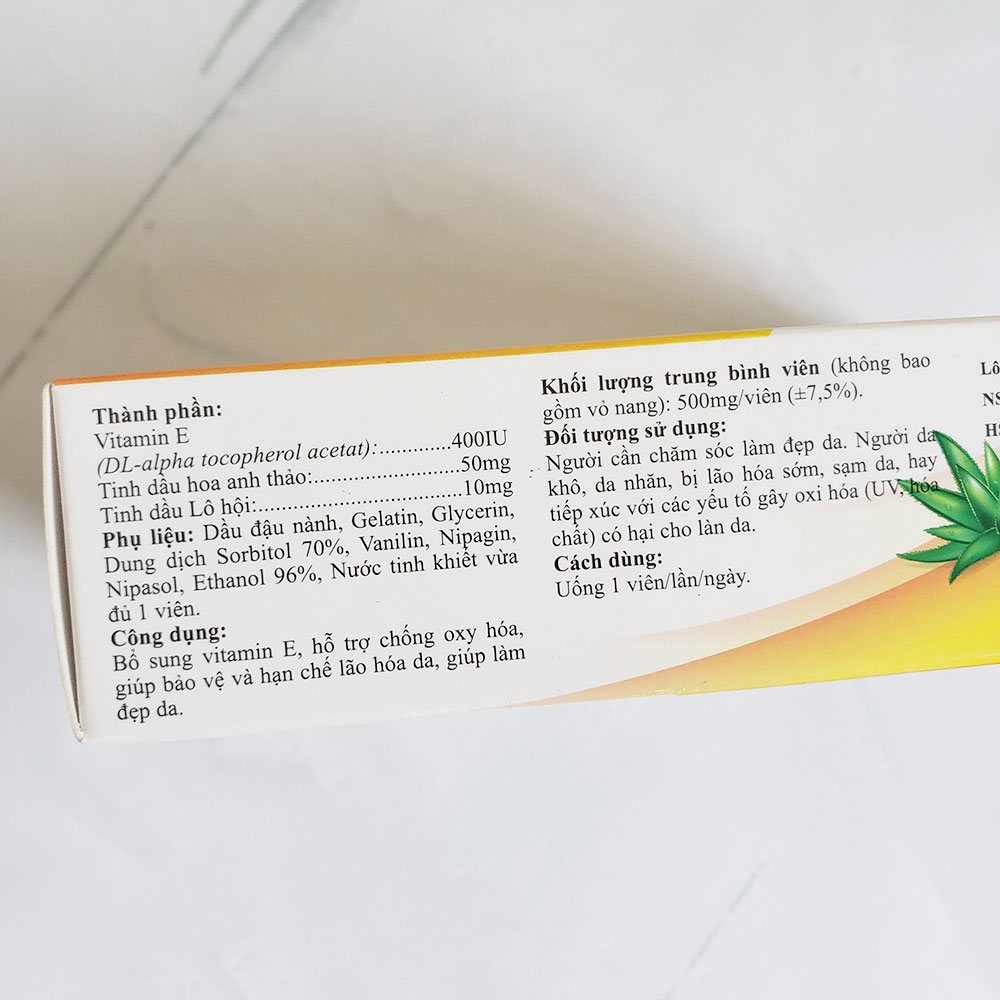 Thành phần:
Vitamin E
(DL-alpha tocopherol acetat):............400IU
Tinh dầu hoa anh thảo:........................50mg
Tinh dầu Lô hội:..................................10mg
Phụ liệu: Dầu đậu nành, Gelatin, Glycerin,
Dung dịch Sorbitol 70%, Vanilin, Nipagin,
Nipasol, Ethanol 96%, Nước tinh khiết vừa
đủ 1 viên.
Công dụng:
Bổ sung vitamin E, hỗ trợ chống oxy hóa,
giúp bảo vệ và hạn chế lão hóa da, giúp làm
đẹp da.
Khối lượng trung bình viên (không bao
gồm vỏ nang): 500mg/viên (±7,5%).
Đối tượng sử dụng:
Người cần chăm sóc làm đẹp da. Người da
khô, da nhăn, bị lão hóa sớm, sạm da, hay
tiếp xúc với các yếu tố gây oxi hóa (UV, hóa
chất) có hại cho làn da.
Cách dùng:
Uống 1 viên/lần/ngày.
Lô
NS